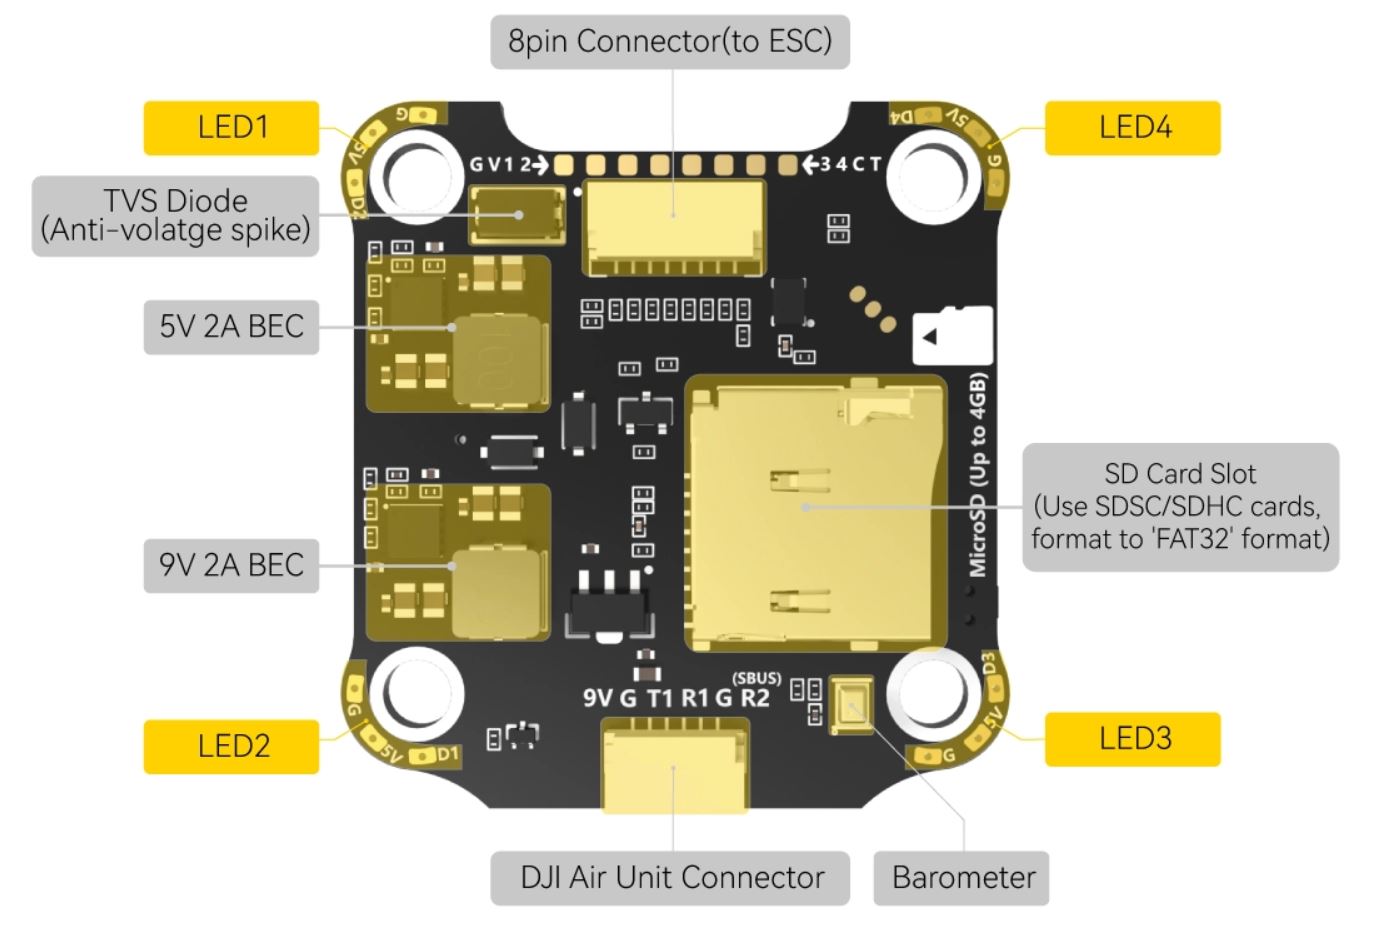 8pin Connector(to ESC)
LED1
LED4
G
5V
D2
D4
5V
G
G V 1 2→
←3 4 C T
TVS Diode
(Anti-volatge spike)
5V 2A BEC
MicroSD (Up to 4GB)
SD Card Slot
(Use SDSC/SDHC cards,
format to 'FAT32' format)
9V 2A BEC
(SBUS)
9V G T1 R1 G R2
G
5V
D1
D3
5V
G
LED2
LED3
DJI Air Unit Connector
Barometer